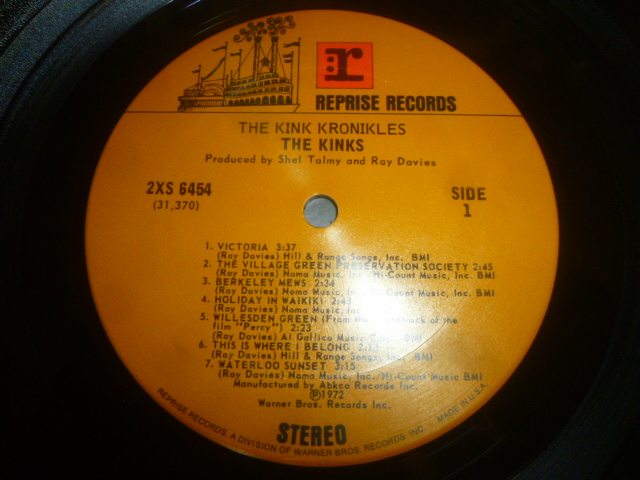 r
REPRISE RECORDS
THE KINK KRONIKLES
THE KINKS
Produced by Shel Talmy and Ray Davies
2XS 6454
(31,370)
SIDE
1
1. VICTORIA 3:37
(Ray Davies) Hill & Range Songs, Inc. BMI
2. THE VILLAGE GREEN PRESERVATION SOCIETY 2:45
(Ray Davies) Noma Music, Inc./Hi-Count Music, Inc. BMI
3. BERKELEY MEWS 2:34
(Ray Davies) Noma Music, Count Music, Inc. BMI
4. HOLIDAY IN WAIKIKI
(Ray Davies) Noma Music, Inc.
5. WILLESDEN GREEN (From the of the
film "Percy") 2:23
(Ray Davies) Al Gallico Music BMI
6. THIS IS WHERE I BELONG
(Ray Davies) Hill & Range Songs, Inc. BMI
7. WATERLOO SUNSET 3:15
(Ray Davies) Noma Music, Inc./Hi-Count Music BMI
Manufactured by Abkco Records Inc.
℗1972
Warner Bros. Records Inc.
STEREO
REPRISE RECORDS, A DIVISION OF WARNER BROS. RECORDS, INC. MADE IN U.S.A.